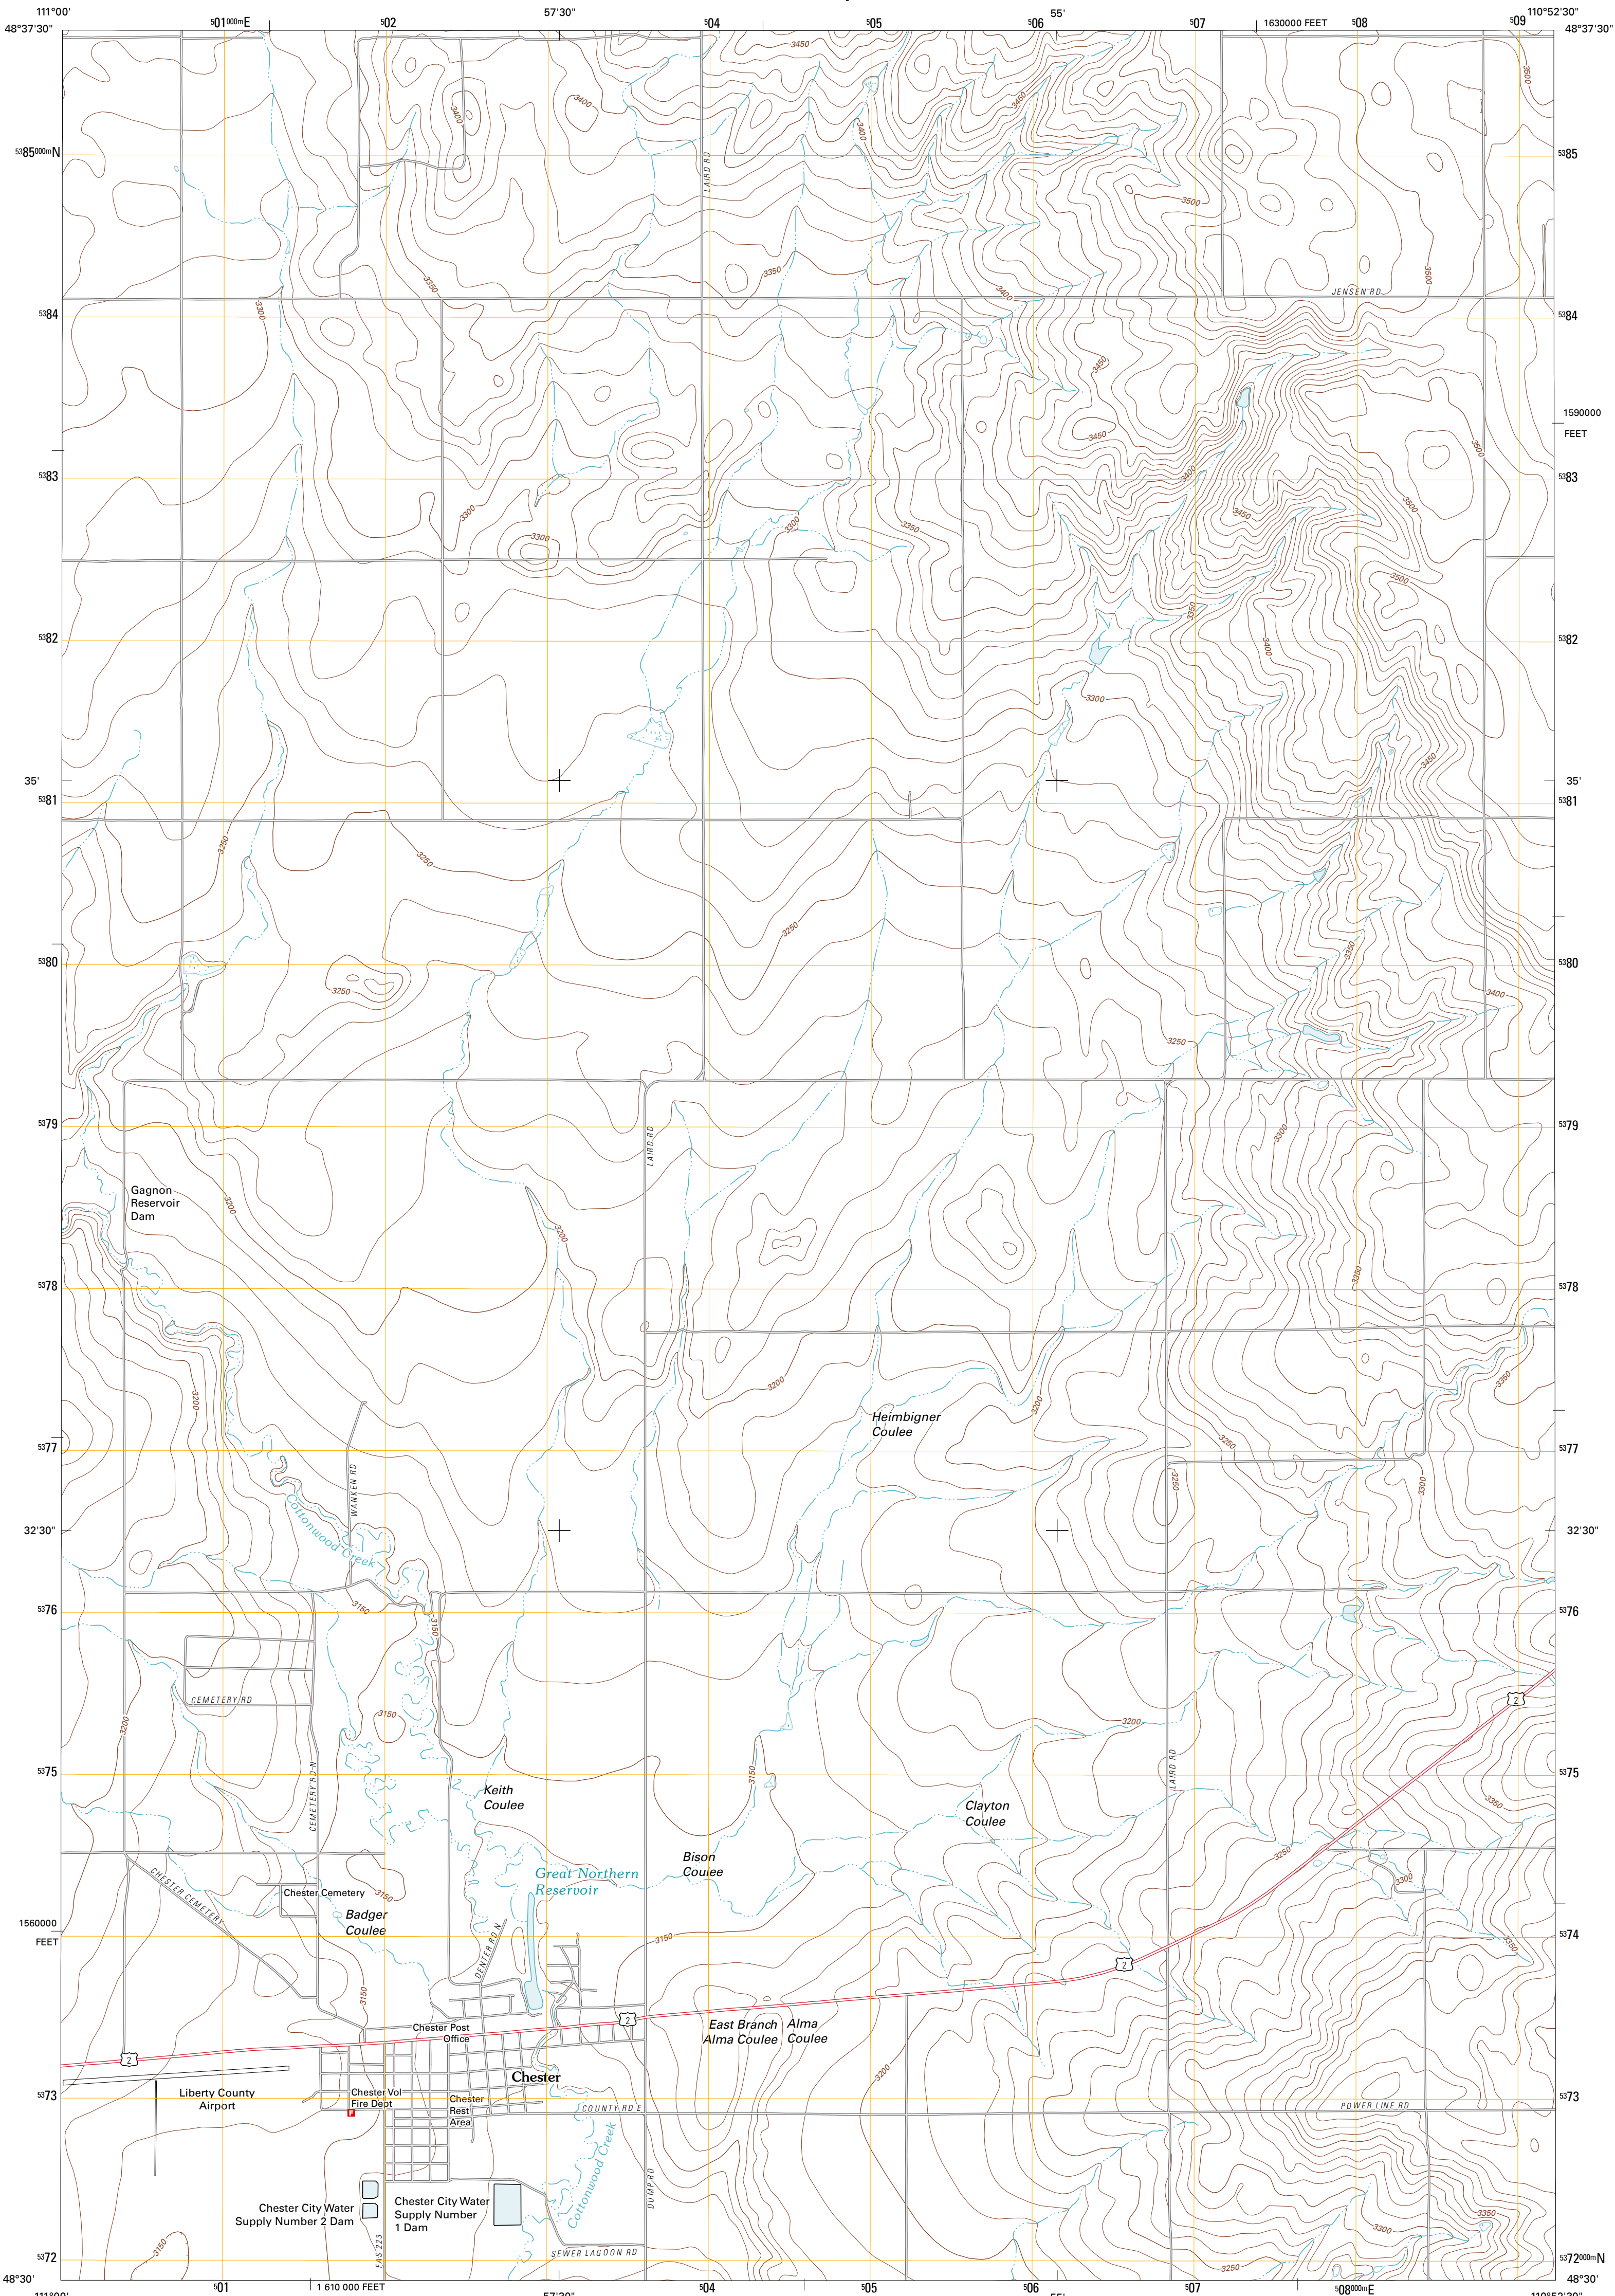 111°00'
501000mE
502
57'30"
504
505
506
55'
507
1630000 FEET
508
509
110°52'30"
48°37'30"
48°37'30"
3450
3500
3400
3400
3450
3400
5385000mN
LAIRD RD
5385
3500
3350
3350
3400
3500
JENSEN RD
3300
5384
5384
3450
1590000
FEET
3450
3500
5383
3400
5383
3300
3300
3450
3500
3300
3350
3500
3350
5382
3400
5382
3300
3450
35'
35'
5381
5381
3250
3250
3250
3350
5380
5380
3250
3400
3250
5379
LAIRD RD
3300
5379
Gagnon
Reservoir
Dam
3200
3200
5378
3350
5378
3200
3200
3350
3200
Heimbigner
Coulee
5377
3250
5377
WANKEN RD
3250
3300
Cottonwood Creek
32'30"
32'30"
5376
3150
3150
5376
CEMETERY RD
3200
3150
3200
2
5375
LAIRD RD
5375
CEMETERY RD N
Keith
Coulee
3150
Clayton
Coulee
3350
Bison
Coulee
3250
Great Northern
Reservoir
CHESTER CEMETERY
Chester Cemetery
3150
3300
Badger
Coulee
1560000
FEET
DENTER RD N
3150
5374
3350
2
3150
Chester Post
Office
2
East Branch
Alma Coulee
Alma
Coulee
2
Chester
3200
5373
Liberty County
Airport
Chester Vol
Fire Dept
F
Chester
Rest
Area
COUNTY RD E
POWER LINE RD
5373
Cottonwood Creek
DUMP RD
Chester City Water
Supply Number 2 Dam
Chester City Water
Supply Number
1 Dam
FAS 223
SEWER LAGOON RD
3150
3350
3300
3250
5372
5372000mN
48°30'
48°30'
111°00'
501
1 610 000 FEET
57'30"
504
505
506
55'
507
508000mE
110°52'30"